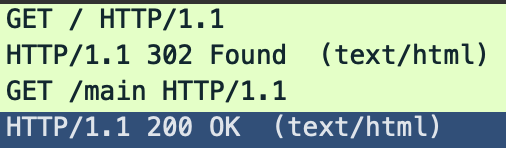 GET / HTTP/1.1
HTTP/1.1 302 Found  (text/html)
GET /main HTTP/1.1
HTTP/1.1 200 OK  (text/html)